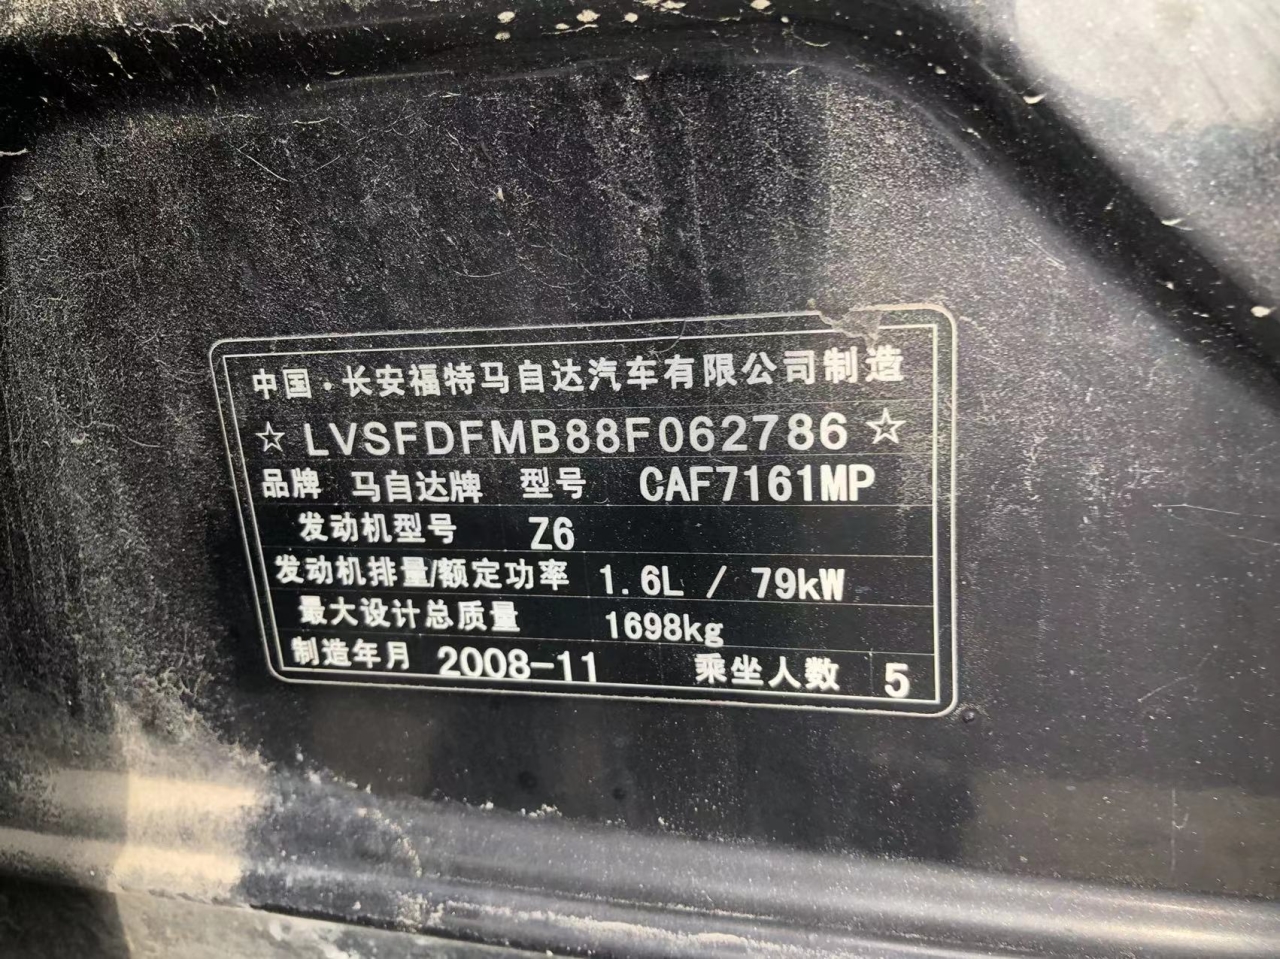 中国·长安福特马自达汽车有限公司制造
☆ LVSFDFMB88F062786 ☆
品牌 马自达牌 型号 CAF7161MP
发动机型号 Z6
发动机排量/额定功率 1.6L / 79kW
最大设计总质量 1698kg
制造年月 2008-11 乘坐人数 5